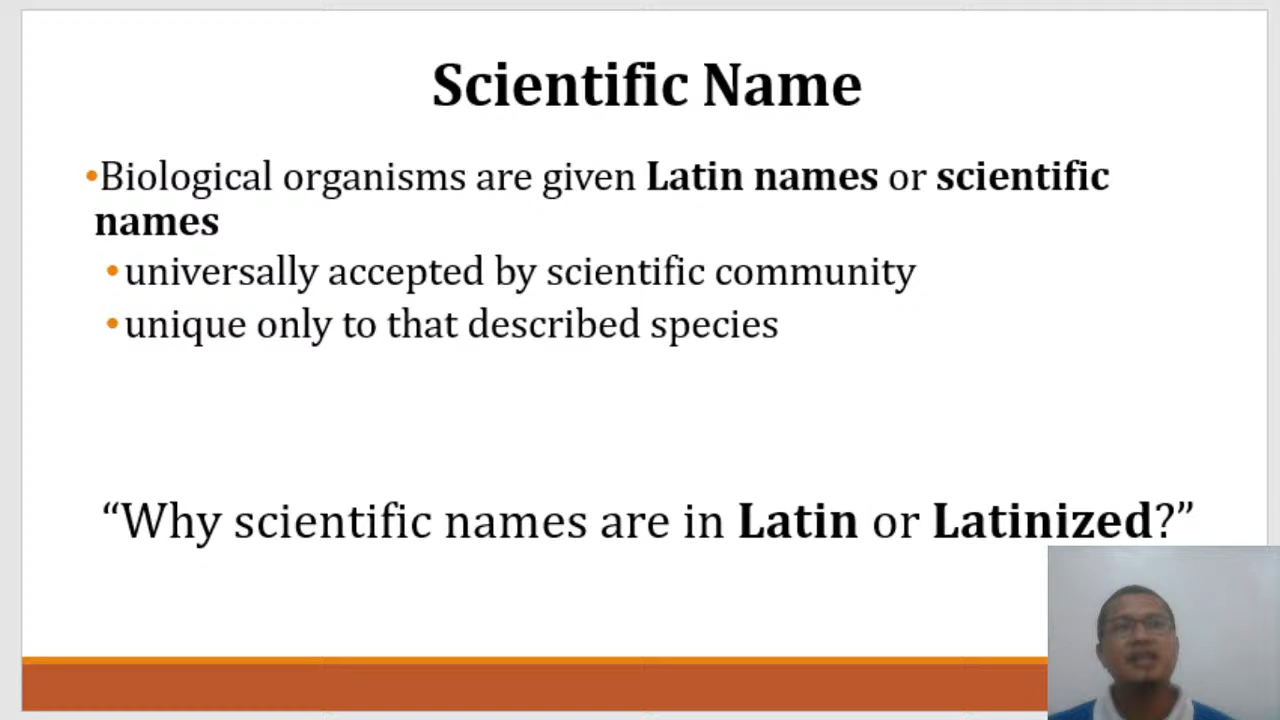 Scientific Name
•Biological organisms are given Latin names or scientific
names
•universally accepted by scientific community
•unique only to that described species
“Why scientific names are in Latin or Latinized?”